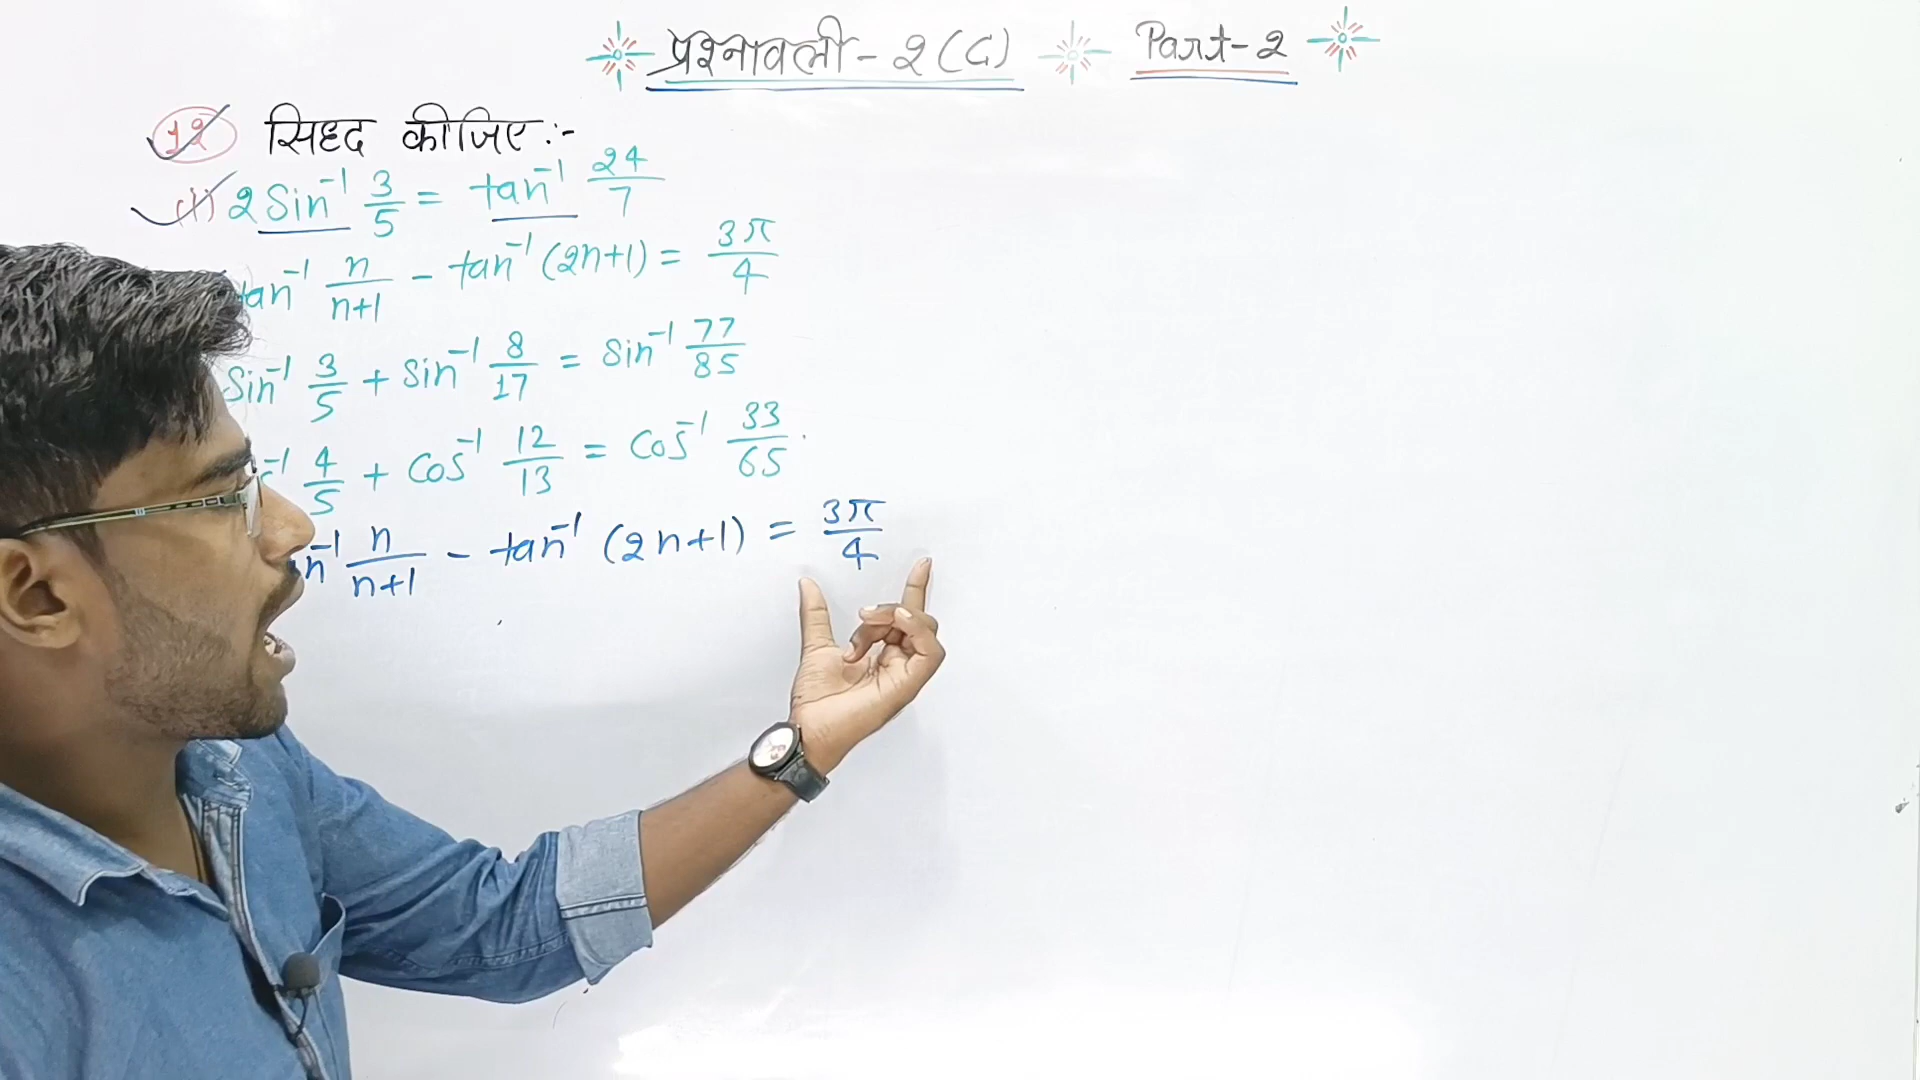 प्रश्नावली - 2 (C) Part-2
12 सिध्द कीजिए :-
(i) 2 Sin⁻¹ 3/5 = tan⁻¹ 24/7
tan⁻¹ n/n+1 - tan⁻¹ (2n+1) = 3π/4
Sin⁻¹ 3/5 + Sin⁻¹ 8/17 = Sin⁻¹ 77/85
⁻¹ 4/5 + Cos⁻¹ 12/13 = Cos⁻¹ 33/65
n⁻¹ n/n+1 - tan⁻¹ (2n+1) = 3π/4